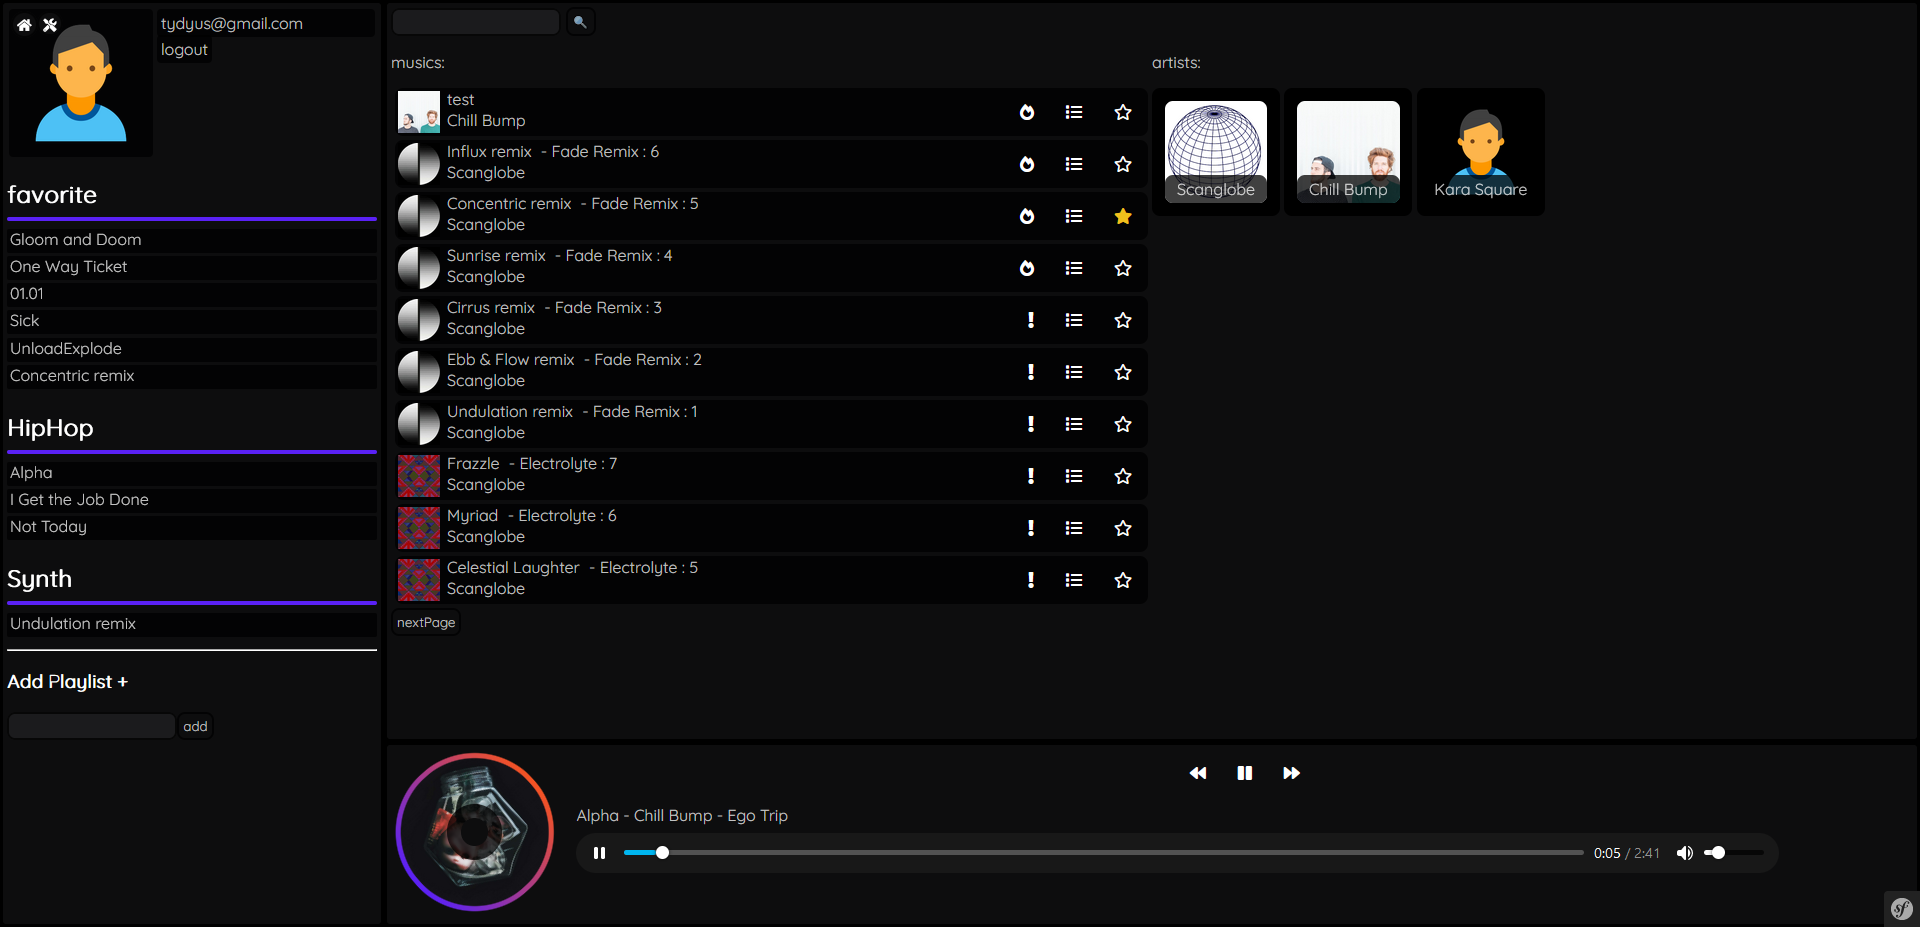 tydyus@gmail.com
logout
favorite
Gloom and Doom
One Way Ticket
01.01
Sick
UnloadExplode
Concentric remix
HipHop
Alpha
I Get the Job Done
Not Today
Synth
Undulation remix
Add Playlist +
add
musics:
test
Chill Bump
Influx remix - Fade Remix : 6
Scanglobe
Concentric remix - Fade Remix : 5
Scanglobe
Sunrise remix - Fade Remix : 4
Scanglobe
Cirrus remix - Fade Remix : 3
Scanglobe
Ebb & Flow remix - Fade Remix : 2
Scanglobe
Undulation remix - Fade Remix : 1
Scanglobe
Frazzle - Electrolyte : 7
Scanglobe
Myriad - Electrolyte : 6
Scanglobe
Celestial Laughter - Electrolyte : 5
Scanglobe
nextPage
artists:
Scanglobe
Chill Bump
Kara Square
Alpha - Chill Bump - Ego Trip
0:05 / 2:41
sf